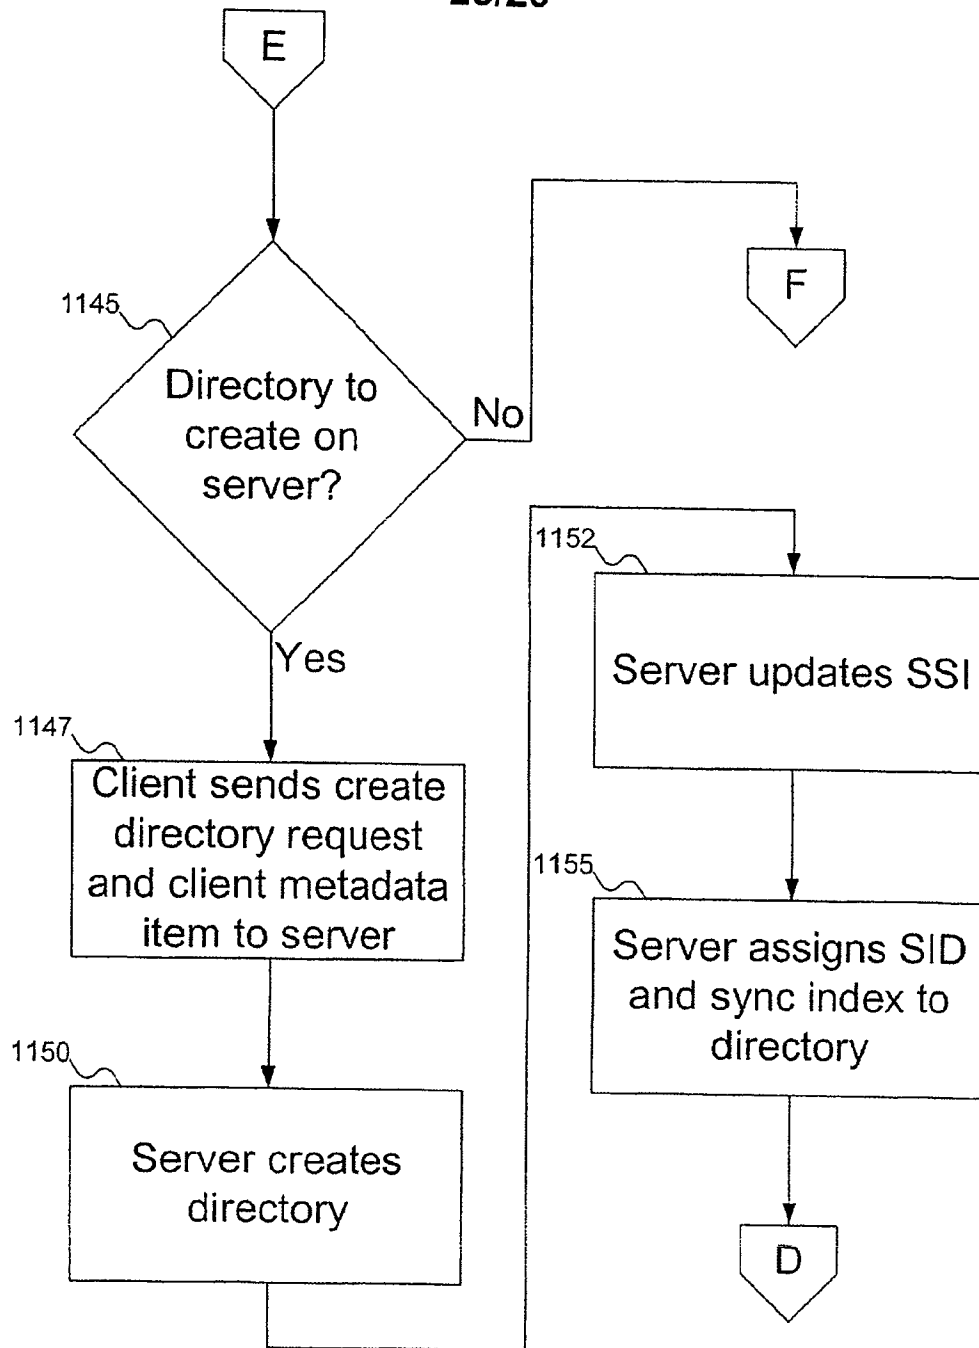 E
1145
Directory to
create on
server?
No
F
Yes
1147
Client sends create
directory request
and client metadata
item to server
1150
Server creates
directory
1152
Server updates SSI
1155
Server assigns SID
and sync index to
directory
D